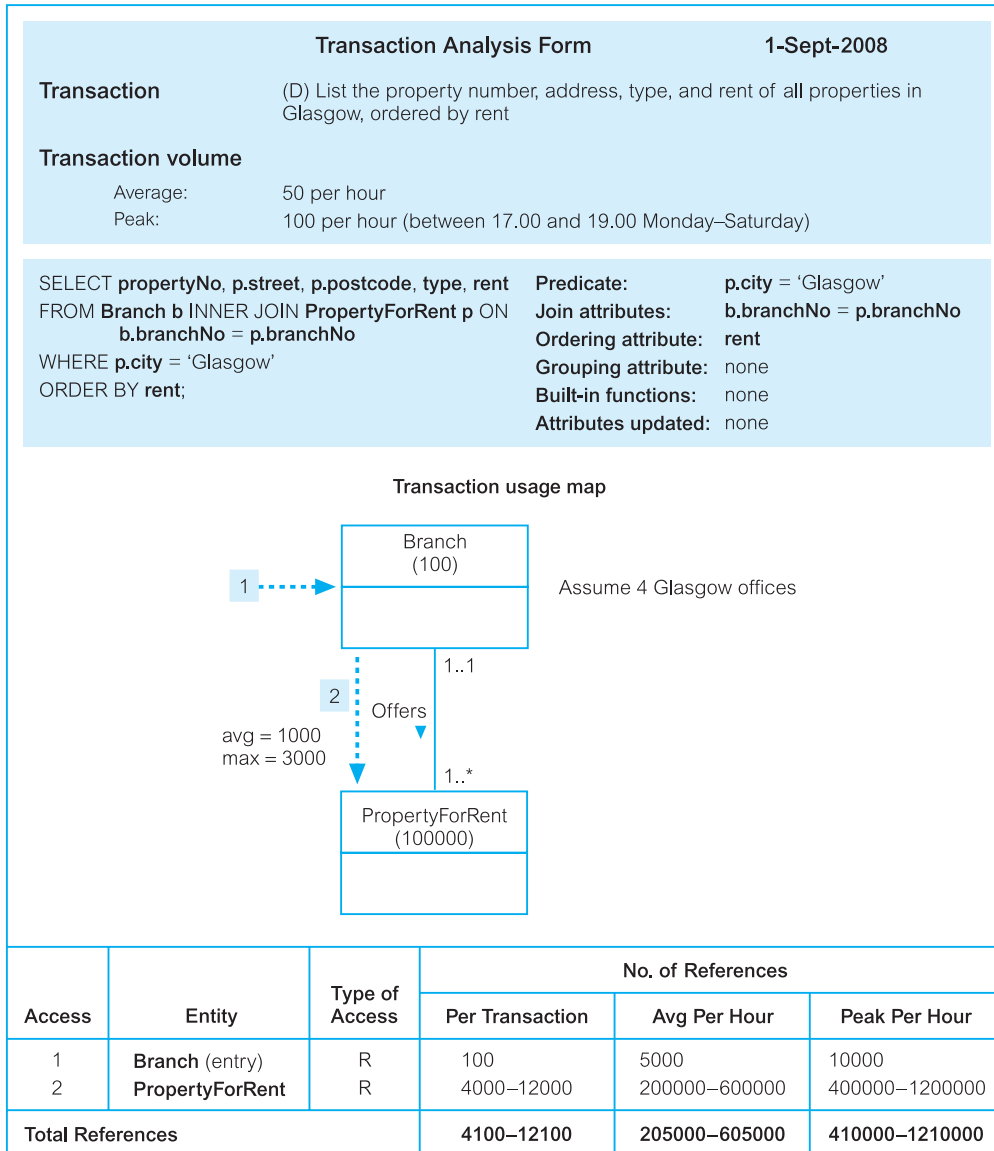 Transaction Analysis Form 1-Sept-2008
Transaction (D) List the property number, address, type, and rent of all properties in
Glasgow, ordered by rent
Transaction volume
Average: 50 per hour
Peak: 100 per hour (between 17.00 and 19.00 Monday–Saturday)
SELECT propertyNo, p.street, p.postcode, type, rent
FROM Branch b INNER JOIN PropertyForRent p ON
b.branchNo = p.branchNo
WHERE p.city = ‘Glasgow’
ORDER BY rent;
Predicate: p.city = ‘Glasgow’
Join attributes: b.branchNo = p.branchNo
Ordering attribute: rent
Grouping attribute: none
Built-in functions: none
Attributes updated: none
Transaction usage map
Branch
(100)
1
Assume 4 Glasgow offices
1..1
2
Offers
avg = 1000
max = 3000
1..*
PropertyForRent
(100000)
No. of References
Access Entity Type of
Access Per Transaction Avg Per Hour Peak Per Hour
1 Branch (entry) R 100 5000 10000
2 PropertyForRent R 4000–12000 200000–600000 400000–1200000
Total References 4100–12100 205000–605000 410000–1210000